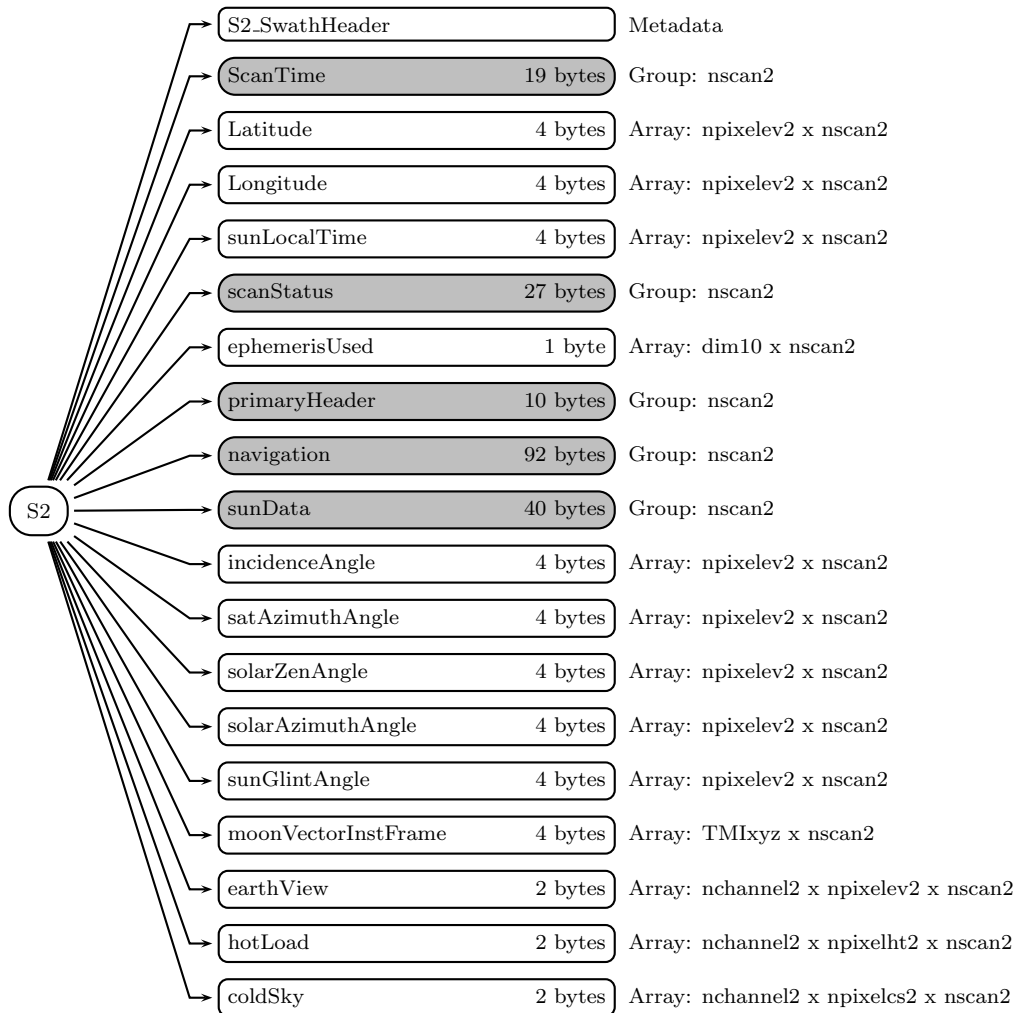 S2_SwathHeader Metadata
ScanTime 19 bytes Group: nscan2
Latitude 4 bytes Array: npixelev2 x nscan2
Longitude 4 bytes Array: npixelev2 x nscan2
sunLocalTime 4 bytes Array: npixelev2 x nscan2
scanStatus 27 bytes Group: nscan2
ephemerisUsed 1 byte Array: dim10 x nscan2
primaryHeader 10 bytes Group: nscan2
navigation 92 bytes Group: nscan2
S2
sunData 40 bytes Group: nscan2
incidenceAngle 4 bytes Array: npixelev2 x nscan2
satAzimuthAngle 4 bytes Array: npixelev2 x nscan2
solarZenAngle 4 bytes Array: npixelev2 x nscan2
solarAzimuthAngle 4 bytes Array: npixelev2 x nscan2
sunGlintAngle 4 bytes Array: npixelev2 x nscan2
moonVectorInstFrame 4 bytes Array: TMIxyz x nscan2
earthView 2 bytes Array: nchannel2 x npixelev2 x nscan2
hotLoad 2 bytes Array: nchannel2 x npixelht2 x nscan2
coldSky 2 bytes Array: nchannel2 x npixelcs2 x nscan2